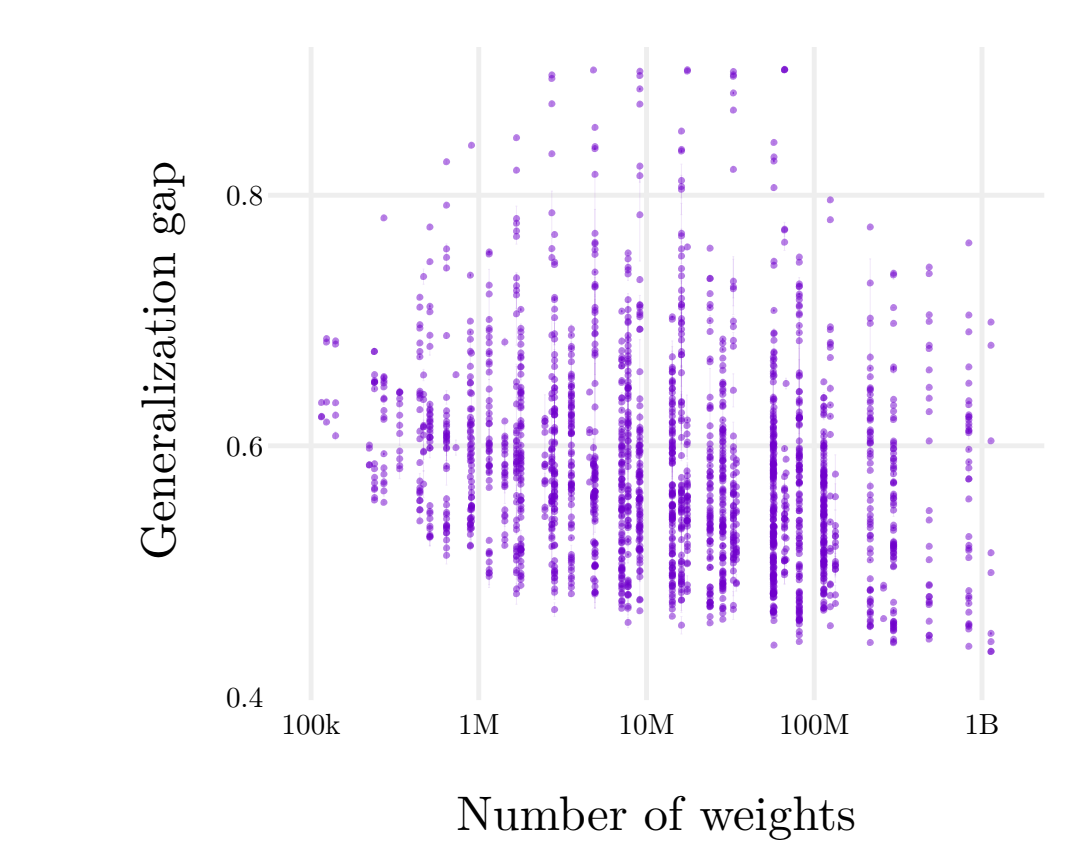 Generalization gap
0.8
0.6
0.4
100k 1M 10M 100M 1B
Number of weights